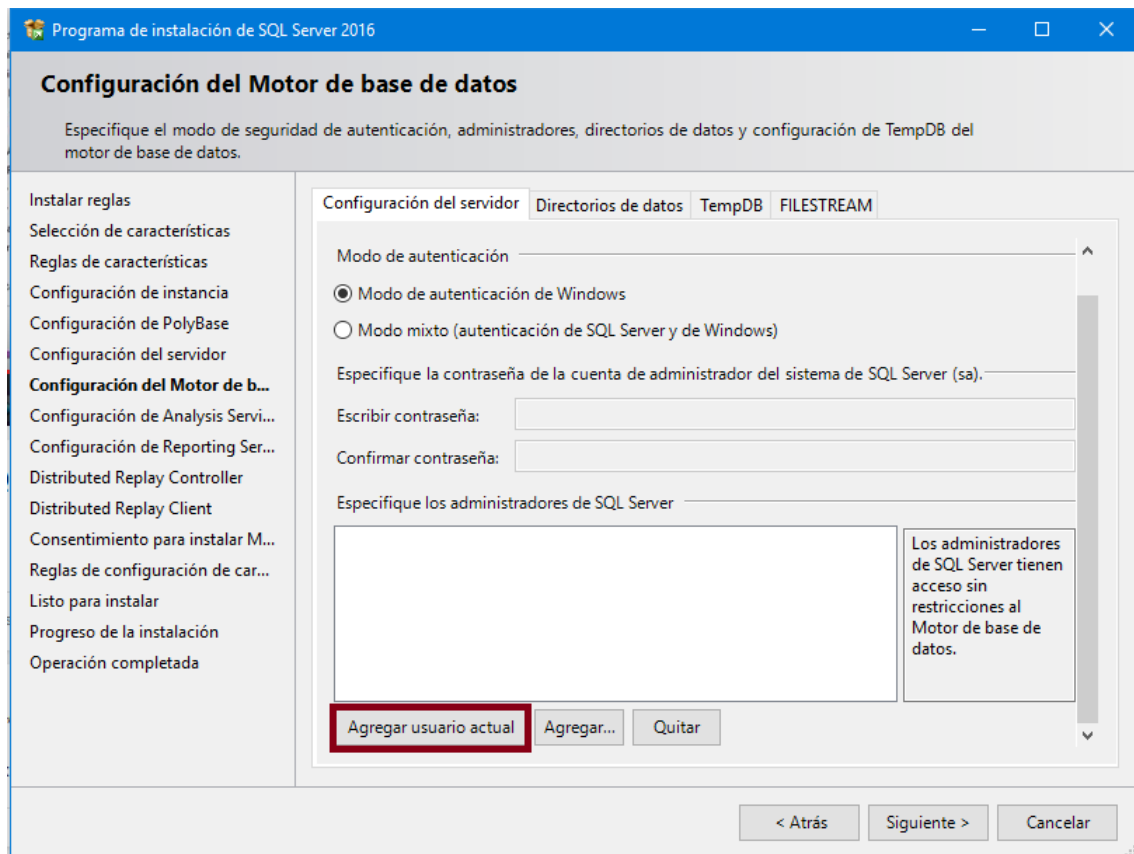 Programa de instalación de SQL Server 2016
Configuración del Motor de base de datos
Especifique el modo de seguridad de autenticación, administradores, directorios de datos y configuración de TempDB del
motor de base de datos.
Instalar reglas
Selección de características
Reglas de características
Configuración de instancia
Configuración de PolyBase
Configuración del servidor
Configuración del Motor de b...
Configuración de Analysis Servi...
Configuración de Reporting Ser...
Distributed Replay Controller
Distributed Replay Client
Consentimiento para instalar M...
Reglas de configuración de car...
Listo para instalar
Progreso de la instalación
Operación completada
Configuración del servidor Directorios de datos TempDB FILESTREAM
Modo de autenticación
Modo de autenticación de Windows
Modo mixto (autenticación de SQL Server y de Windows)
Especifique la contraseña de la cuenta de administrador del sistema de SQL Server (sa).
Escribir contraseña:
Confirmar contraseña:
Especifique los administradores de SQL Server
Los administradores
de SQL Server tienen
acceso sin
restricciones al
Motor de base de
datos.
Agregar usuario actual Agregar... Quitar
< Atrás Siguiente > Cancelar